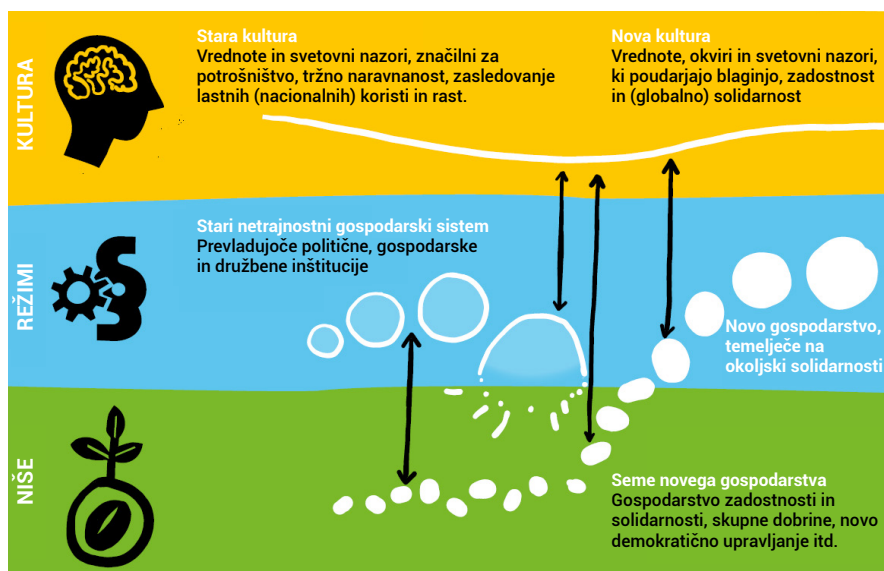 KULTURA
Stara kultura
Vrednote in svetovni nazori, značilni za
potrošništvo, tržno naravnanost, zasledovanje
lastnih (nacionalnih) koristi in rast.
Nova kultura
Vrednote, okviri in svetovni nazori,
ki poudarjajo blaginjo, zadostnost
in (globalno) solidarnost
REŽIMI
Stari netrajnostni gospodarski sistem
Prevladujoče politične, gospodarske
in družbene inštitucije
Novo gospodarstvo,
temelječe na
okoljski solidarnosti
NIŠE
Seme novega gospodarstva
Gospodarstvo zadostnosti in
solidarnosti, skupne dobrine, novo
demokratično upravljanje itd.